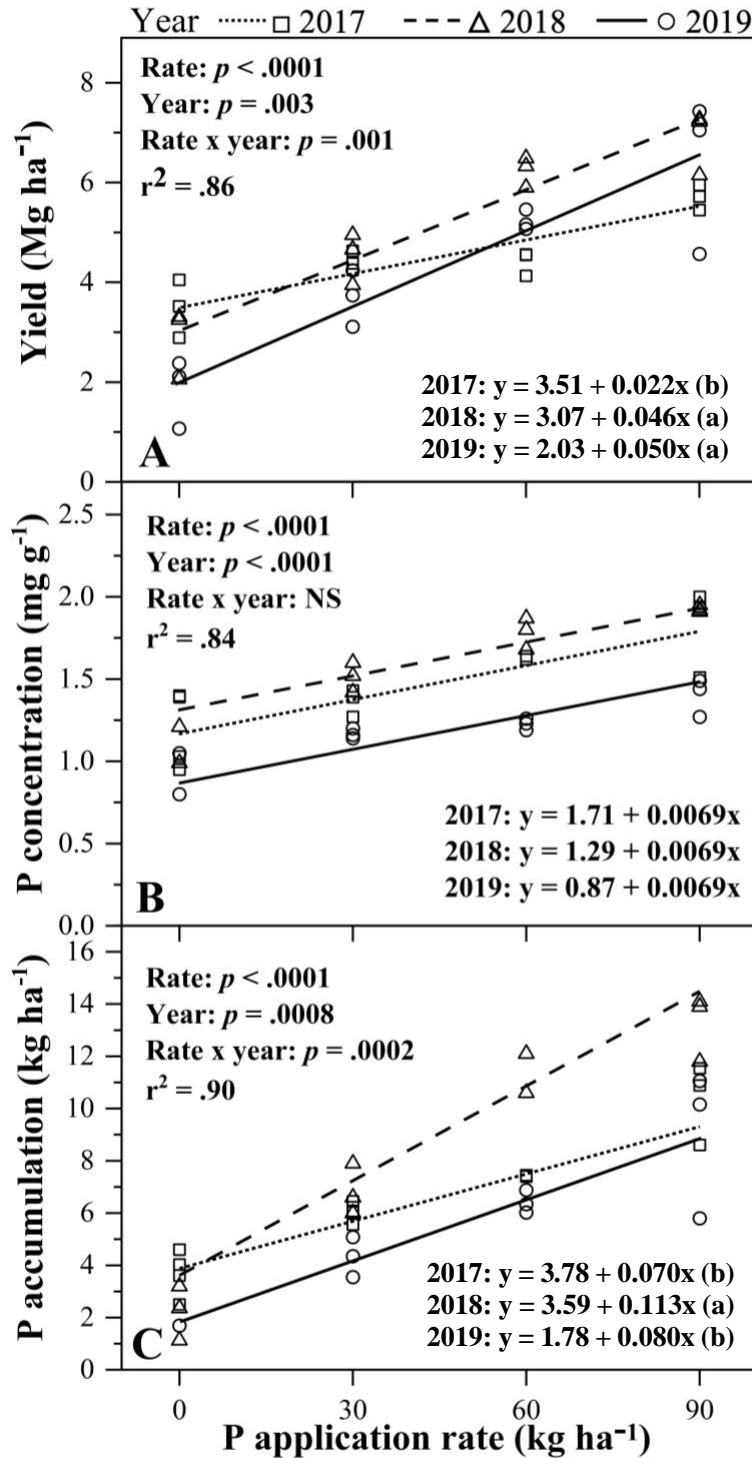 Year 2017 2018 2019
Yield (Mg ha⁻¹)
8
6
4
2
0
Rate: p < .0001
Year: p = .003
Rate x year: p = .001
r² = .86
2017: y = 3.51 + 0.022x (b)
2018: y = 3.07 + 0.046x (a)
2019: y = 2.03 + 0.050x (a)
A
P concentration (mg g⁻¹)
2.5
2.0
1.5
1.0
0.5
0.0
Rate: p < .0001
Year: p < .0001
Rate x year: NS
r² = .84
2017: y = 1.71 + 0.0069x
2018: y = 1.29 + 0.0069x
2019: y = 0.87 + 0.0069x
B
P accumulation (kg ha⁻¹)
16
14
12
10
8
6
4
2
0
Rate: p < .0001
Year: p = .0008
Rate x year: p = .0002
r² = .90
2017: y = 3.78 + 0.070x (b)
2018: y = 3.59 + 0.113x (a)
2019: y = 1.78 + 0.080x (b)
C
0 30 60 90
P application rate (kg ha⁻¹)